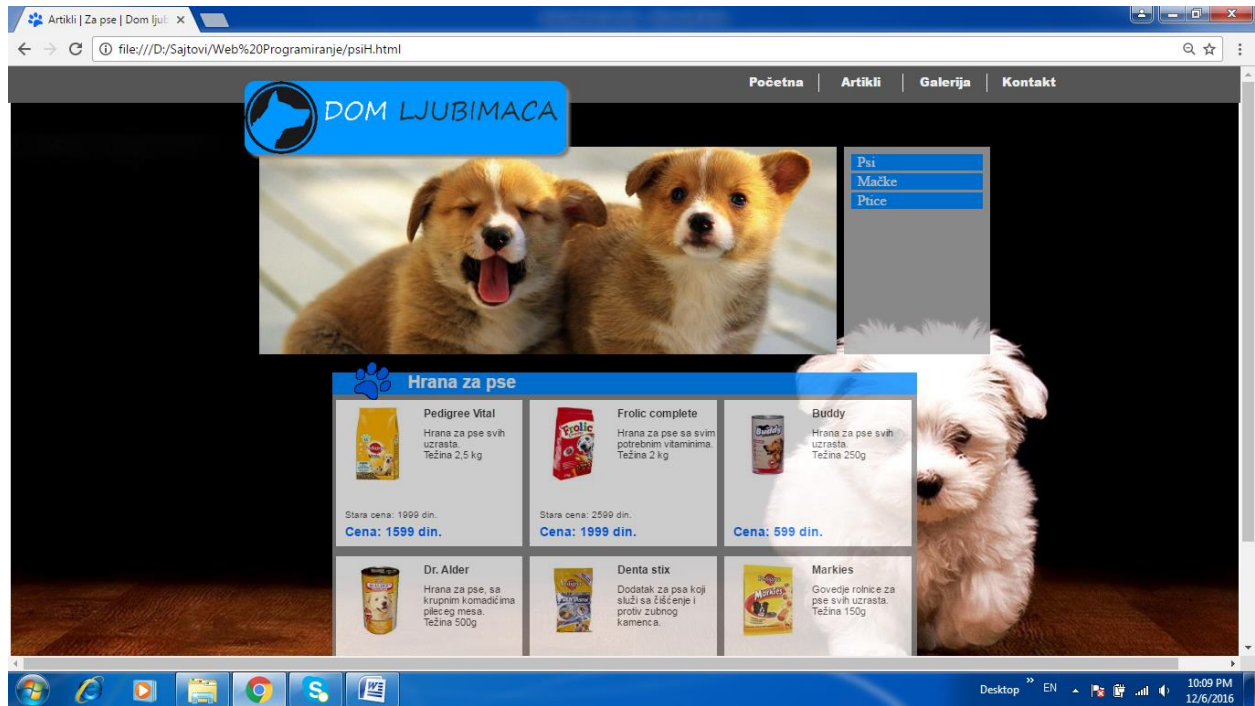 Artikli | Za pse | Dom ljub
file:///D:/Sajtovi/Web%20Programiranje/psiH.html
Početna
Artikli
Galerija
Kontakt
DOM LJUBIMACA
Psi
Mačke
Ptice
Hrana za pse
Pedigree Vital
Hrana za pse svih
uzrasta.
Težina 2,5 kg
Stara cena: 1999 din.
Cena: 1599 din.
Frolic complete
Hrana za pse sa svim
potrebnim vitaminima.
Težina 2 kg
Frolic
Stara cena: 2599 din.
Cena: 1999 din.
Buddy
Hrana za pse svih
uzrasta.
Težina 250g
Buddy
Cena: 599 din.
Dr. Alder
Hrana za pse, sa
krupnim komadićima
pileceg mesa.
Težina 500g
Denta stix
Dodatak za psa koji
služi sa čišćenje i
protiv zubnog
kamenca.
Markies
Govedje rolnice za
pse svih uzrasta.
Težina 150g
Markies
Desktop
EN
10:09 PM
12/6/2016